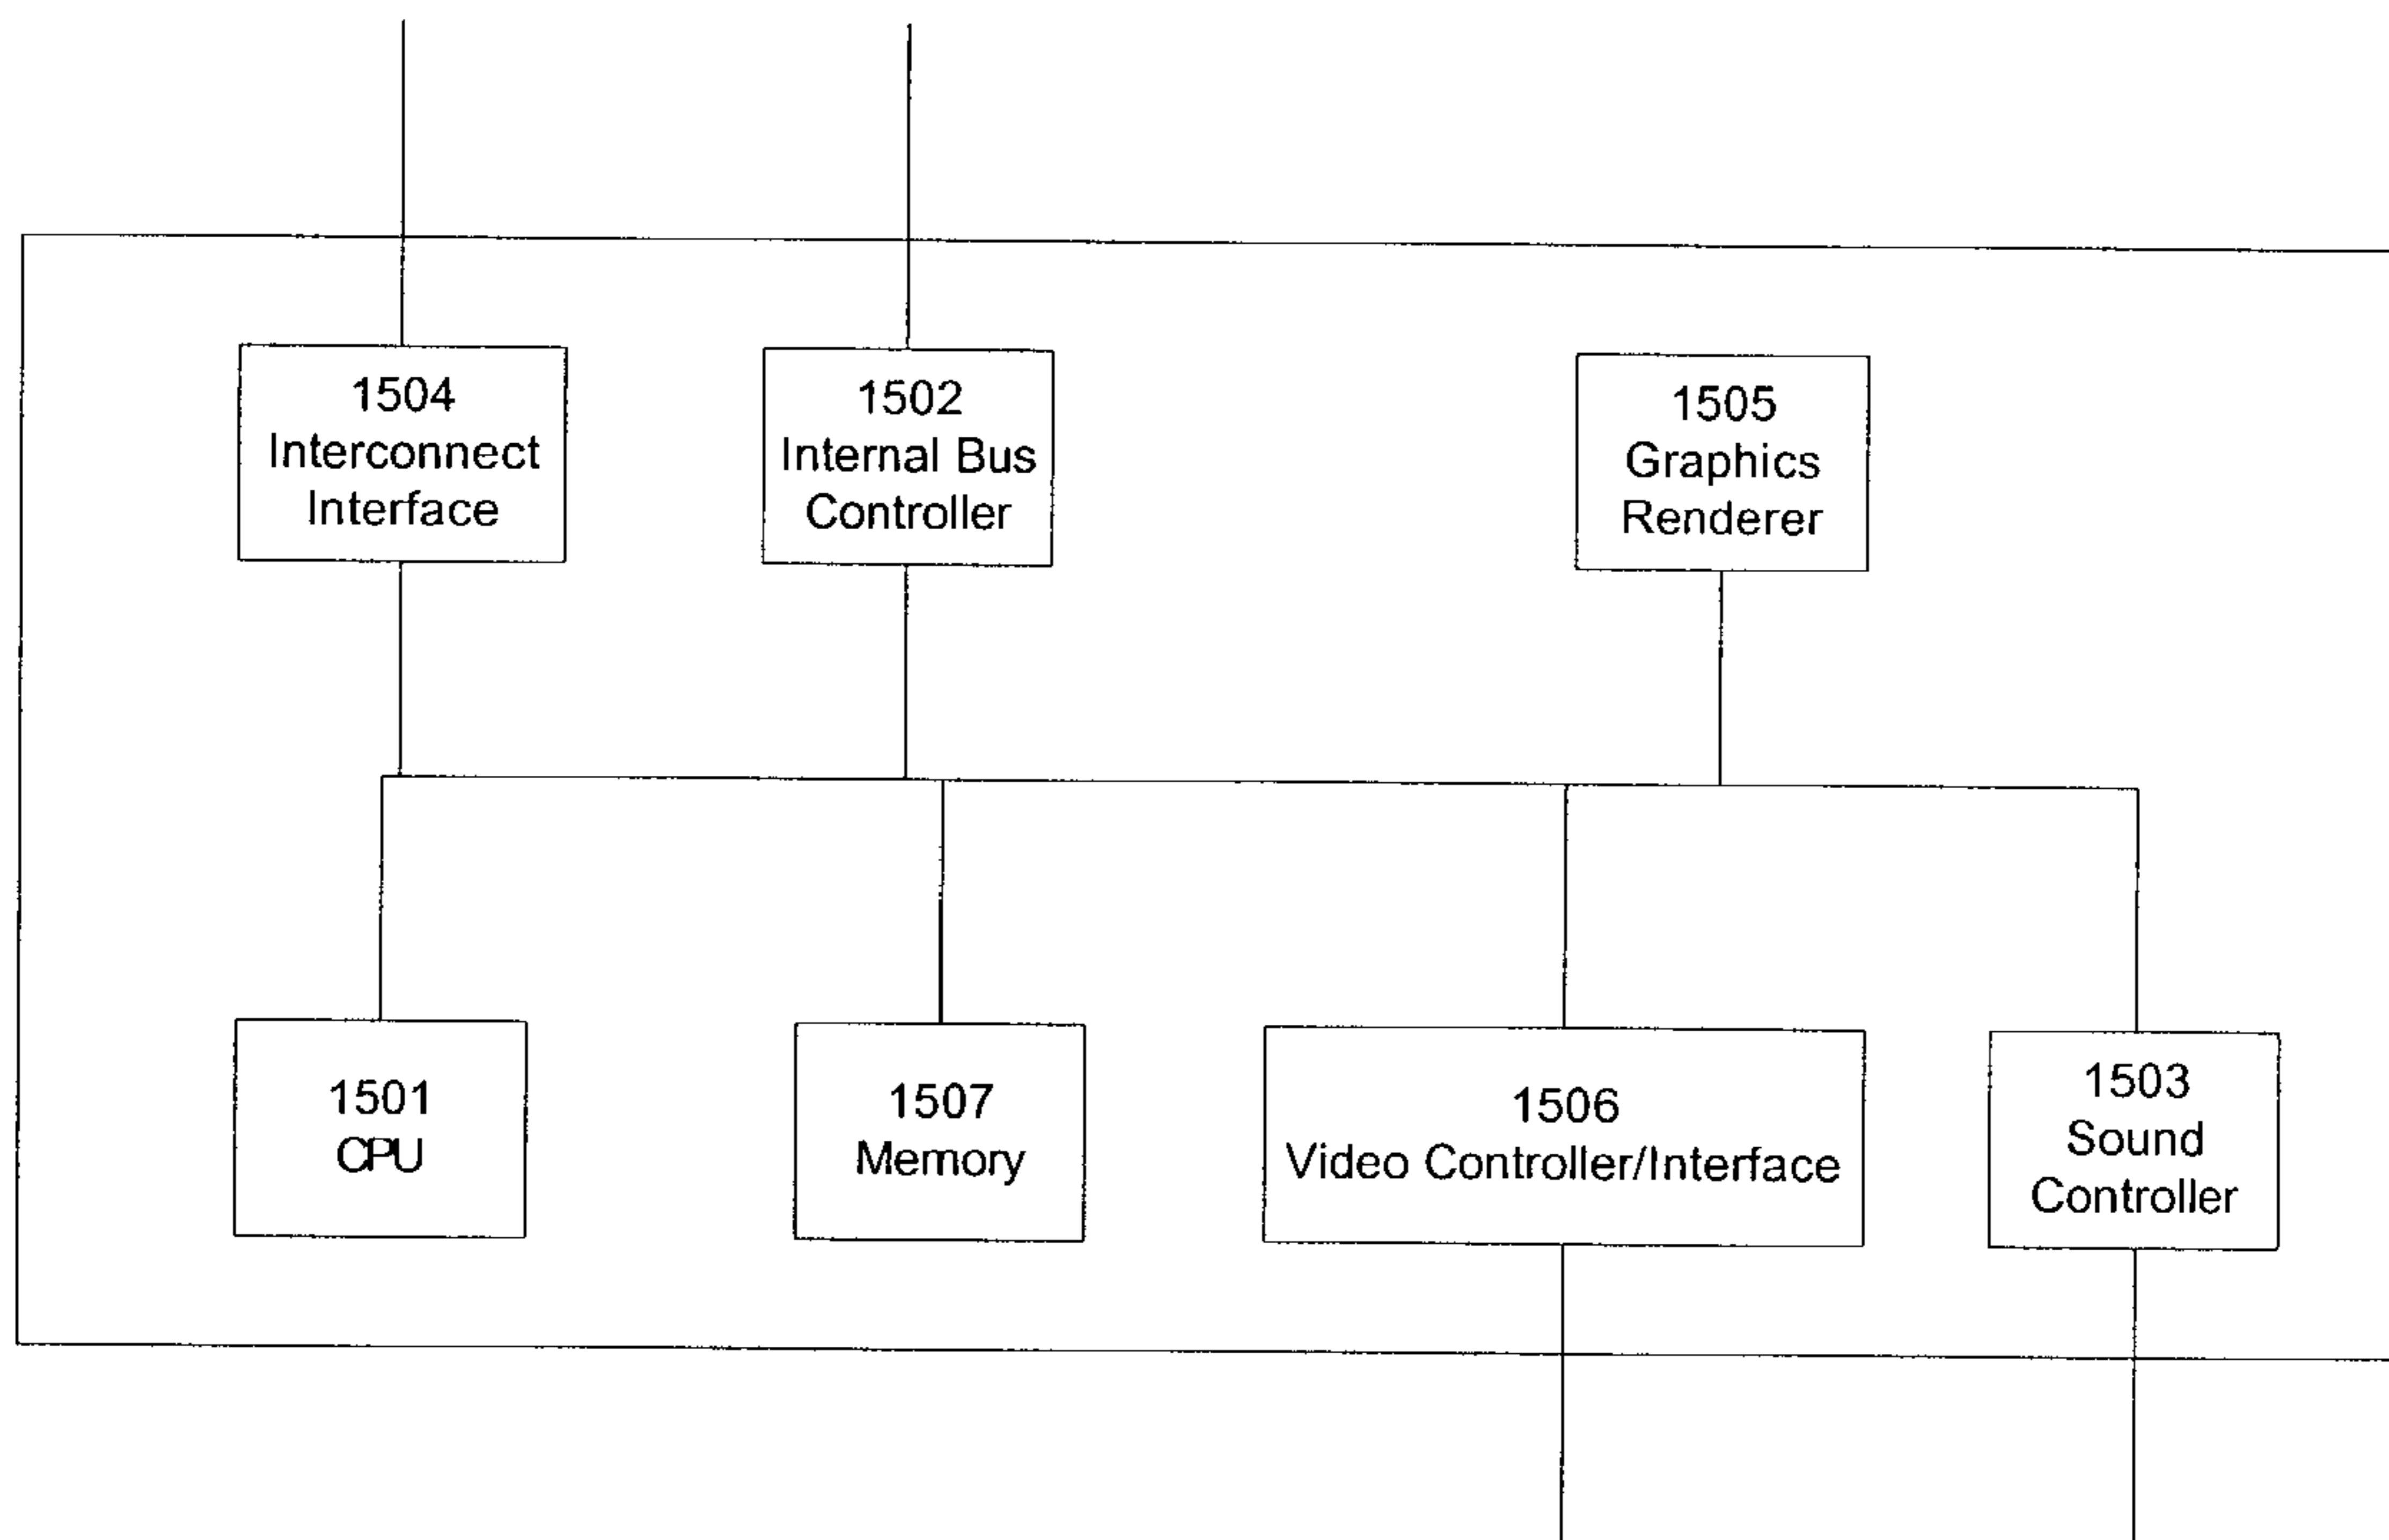 1504
Interconnect
Interface
1502
Internal Bus
Controller
1505
Graphics
Renderer
1501
CPU
1507
Memory
1506
Video Controller/Interface
1503
Sound
Controller